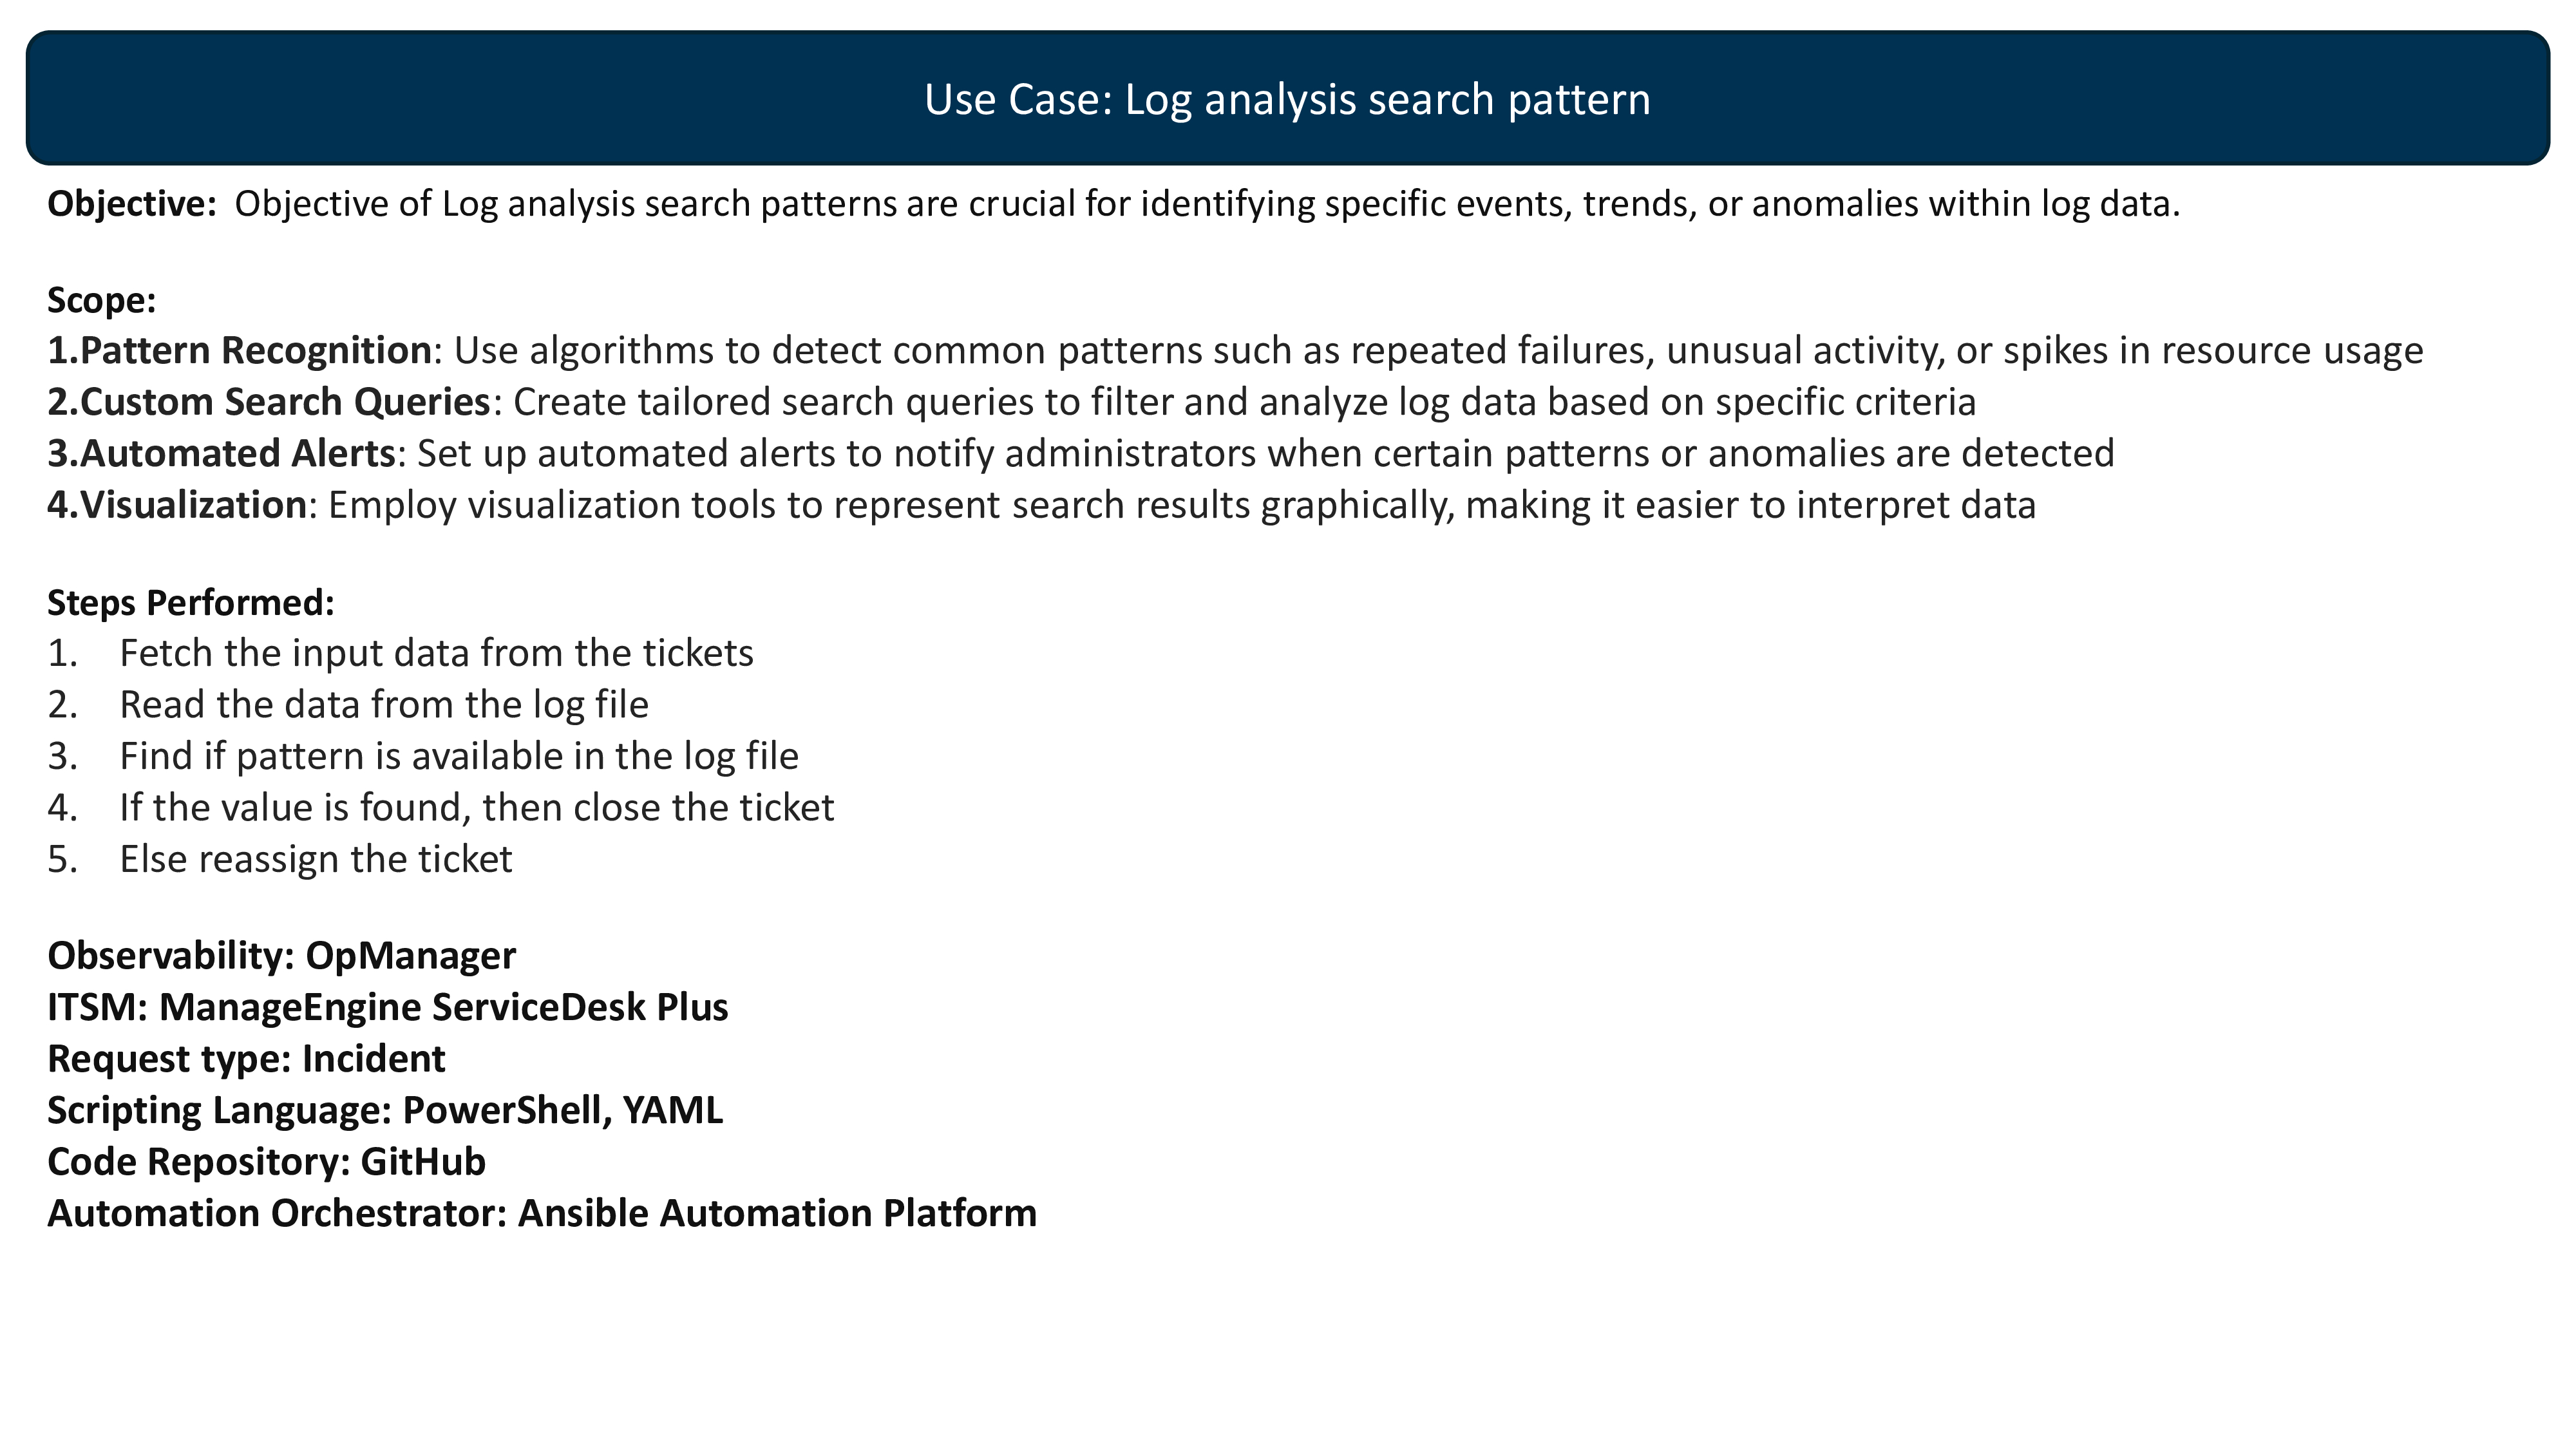 Use Case: Log analysis search pattern
Objective:  Objective of Log analysis search patterns are crucial for identifying specific events, trends, or anomalies within log data.
Scope:
1.Pattern Recognition: Use algorithms to detect common patterns such as repeated failures, unusual activity, or spikes in resource usage
2.Custom Search Queries: Create tailored search queries to filter and analyze log data based on specific criteria
3.Automated Alerts: Set up automated alerts to notify administrators when certain patterns or anomalies are detected
4.Visualization: Employ visualization tools to represent search results graphically, making it easier to interpret data
Steps Performed:
1. Fetch the input data from the tickets
2. Read the data from the log file
3. Find if pattern is available in the log file
4. If the value is found, then close the ticket
5. Else reassign the ticket
Observability: OpManager
ITSM: ManageEngine ServiceDesk Plus
Request type: Incident
Scripting Language: PowerShell, YAML
Code Repository: GitHub
Automation Orchestrator: Ansible Automation Platform